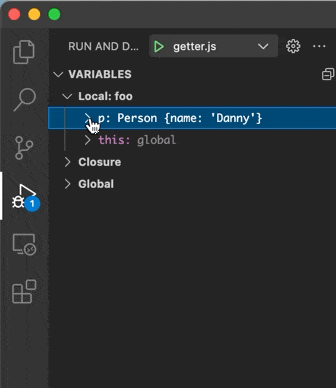 RUN AND D... getter.js ...
VARIABLES
Local: foo
p: Person {name: 'Danny'}
this: global
Closure
Global
1